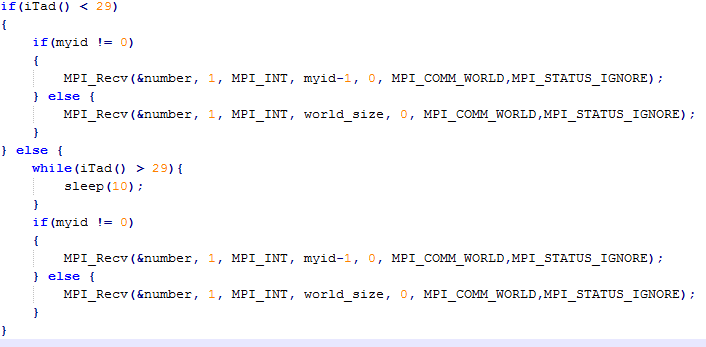 if(iTad() < 29)
{
    if(myid != 0)
    {
        MPI_Recv(&number, 1, MPI_INT, myid-1, 0, MPI_COMM_WORLD,MPI_STATUS_IGNORE);
    } else {
        MPI_Recv(&number, 1, MPI_INT, world_size, 0, MPI_COMM_WORLD,MPI_STATUS_IGNORE);
    }
} else {
    while(iTad() > 29){
        sleep(10);
    }
    if(myid != 0)
    {
        MPI_Recv(&number, 1, MPI_INT, myid-1, 0, MPI_COMM_WORLD,MPI_STATUS_IGNORE);
    } else {
        MPI_Recv(&number, 1, MPI_INT, world_size, 0, MPI_COMM_WORLD,MPI_STATUS_IGNORE);
    }
}